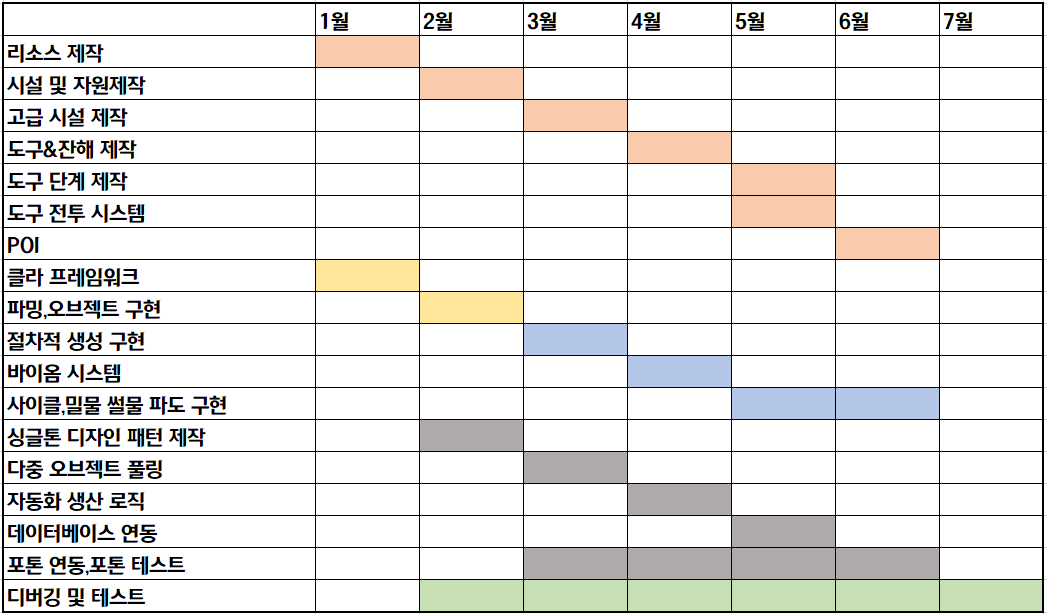 1월 2월 3월 4월 5월 6월 7월
리소스 제작
시설 및 자원제작
고급 시설 제작
도구&잔해 제작
도구 단계 제작
도구 전투 시스템
POI
클라 프레임워크
파밍,오브젝트 구현
절차적 생성 구현
바이옴 시스템
사이클,밀물 썰물 파도 구현
싱글톤 디자인 패턴 제작
다중 오브젝트 풀링
자동화 생산 로직
데이터베이스 연동
포톤 연동,포톤 테스트
디버깅 및 테스트